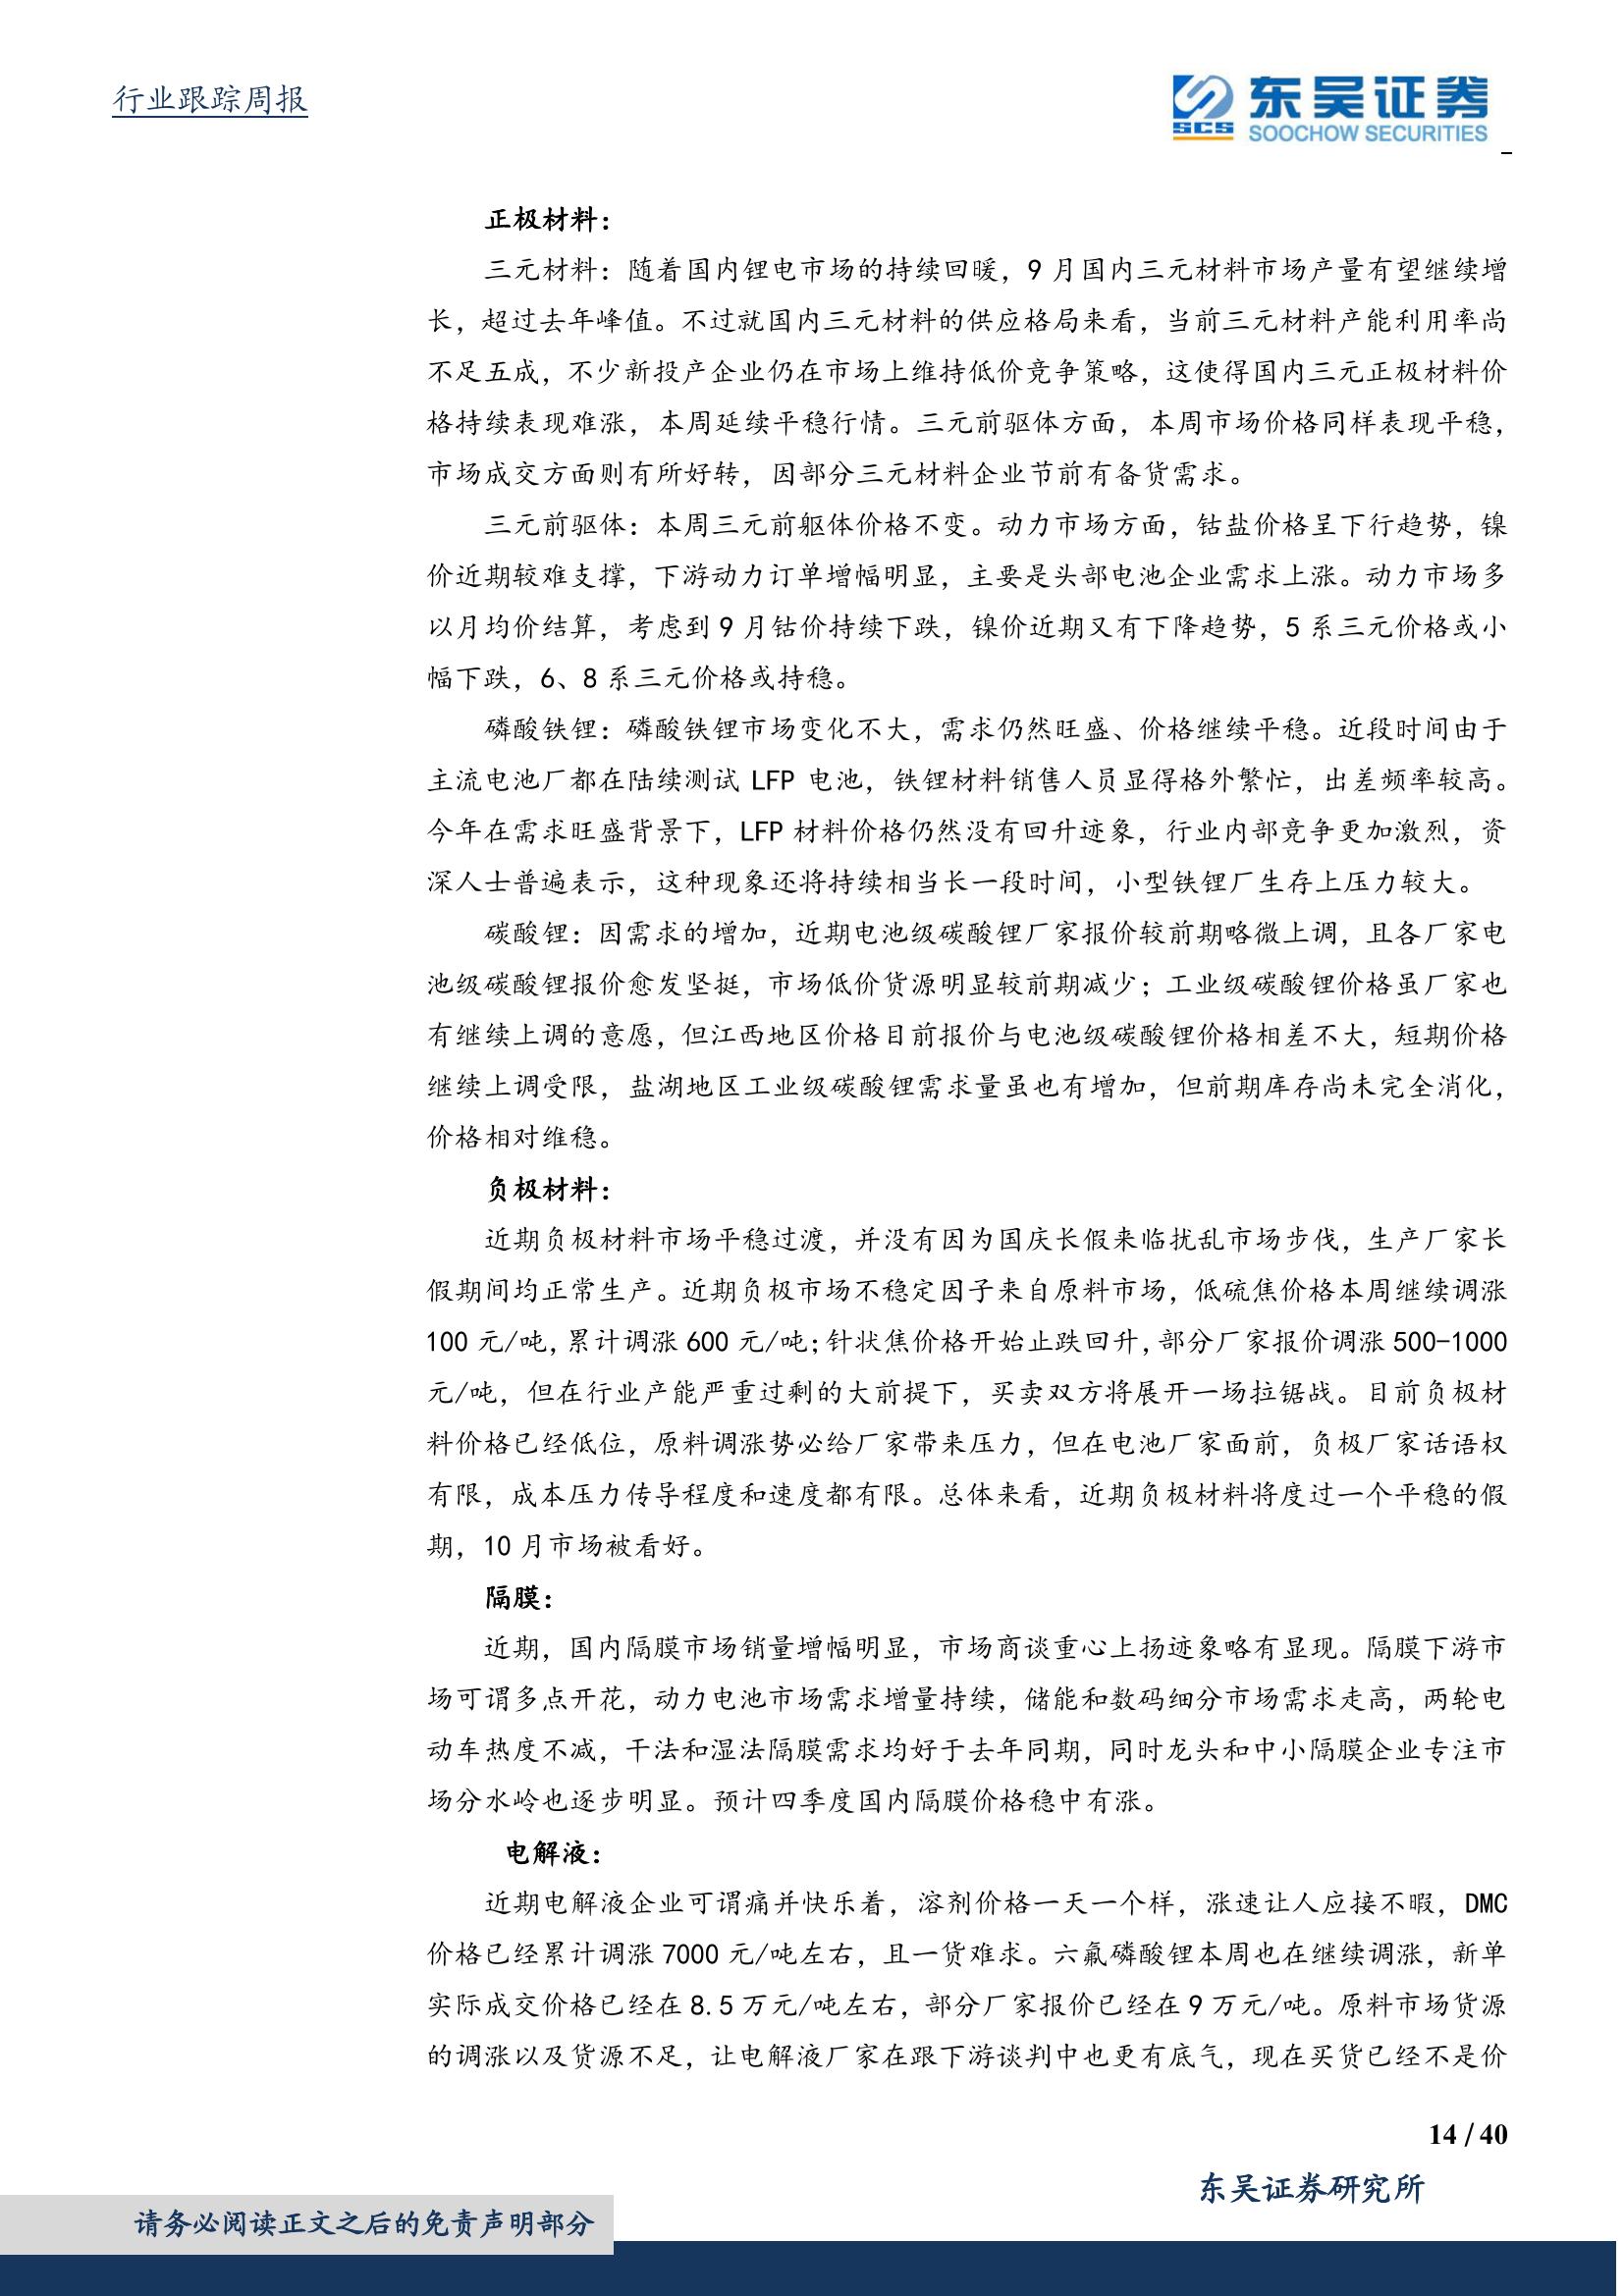 行业跟踪周报
东吴证券
SCS
SOOCHOW SECURITIES
正极材料：
三元材料：随着国内锂电市场的持续回暖，9 月国内三元材料市场产量有望继续增
长，超过去年峰值。不过就国内三元材料的供应格局来看，当前三元材料产能利用率尚
不足五成，不少新投产企业仍在市场上维持低价竞争策略，这使得国内三元正极材料价
格持续表现难涨，本周延续平稳行情。三元前驱体方面，本周市场价格同样表现平稳，
市场成交方面则有所好转，因部分三元材料企业节前有备货需求。
三元前驱体：本周三元前躯体价格不变。动力市场方面，钴盐价格呈下行趋势，镍
价近期较难支撑，下游动力订单增幅明显，主要是头部电池企业需求上涨。动力市场多
以月均价结算，考虑到 9 月钴价持续下跌，镍价近期又有下降趋势，5 系三元价格或小
幅下跌，6、8 系三元价格或持稳。
磷酸铁锂：磷酸铁锂市场变化不大，需求仍然旺盛、价格继续平稳。近段时间由于
主流电池厂都在陆续测试 LFP 电池，铁锂材料销售人员显得格外繁忙，出差频率较高。
今年在需求旺盛背景下，LFP 材料价格仍然没有回升迹象，行业内部竞争更加激烈，资
深人士普遍表示，这种现象还将持续相当长一段时间，小型铁锂厂生存上压力较大。
碳酸锂：因需求的增加，近期电池级碳酸锂厂家报价较前期略微上调，且各厂家电
池级碳酸锂报价愈发坚挺，市场低价货源明显较前期减少；工业级碳酸锂价格虽厂家也
有继续上调的意愿，但江西地区价格目前报价与电池级碳酸锂价格相差不大，短期价格
继续上调受限，盐湖地区工业级碳酸锂需求量虽也有增加，但前期库存尚未完全消化，
价格相对维稳。
负极材料：
近期负极材料市场平稳过渡，并没有因为国庆长假来临扰乱市场步伐，生产厂家长
假期间均正常生产。近期负极市场不稳定因子来自原料市场，低硫焦价格本周继续调涨
100 元/吨，累计调涨 600 元/吨；针状焦价格开始止跌回升，部分厂家报价调涨 500-1000
元/吨，但在行业产能严重过剩的大前提下，买卖双方将展开一场拉锯战。目前负极材
料价格已经低位，原料调涨势必给厂家带来压力，但在电池厂家面前，负极厂家话语权
有限，成本压力传导程度和速度都有限。总体来看，近期负极材料将度过一个平稳的假
期，10 月市场被看好。
隔膜：
近期，国内隔膜市场销量增幅明显，市场商谈重心上扬迹象略有显现。隔膜下游市
场可谓多点开花，动力电池市场需求增量持续，储能和数码细分市场需求走高，两轮电
动车热度不减，干法和湿法隔膜需求均好于去年同期，同时龙头和中小隔膜企业专注市
场分水岭也逐步明显。预计四季度国内隔膜价格稳中有涨。
电解液：
近期电解液企业可谓痛并快乐着，溶剂价格一天一个样，涨速让人应接不暇，DMC
价格已经累计调涨 7000 元/吨左右，且一货难求。六氟磷酸锂本周也在继续调涨，新单
实际成交价格已经在 8.5 万元/吨左右，部分厂家报价已经在 9 万元/吨。原料市场货源
的调涨以及货源不足，让电解液厂家在跟下游谈判中也更有底气，现在买货已经不是价
14 / 40
东吴证券研究所
请务必阅读正文之后的免责声明部分